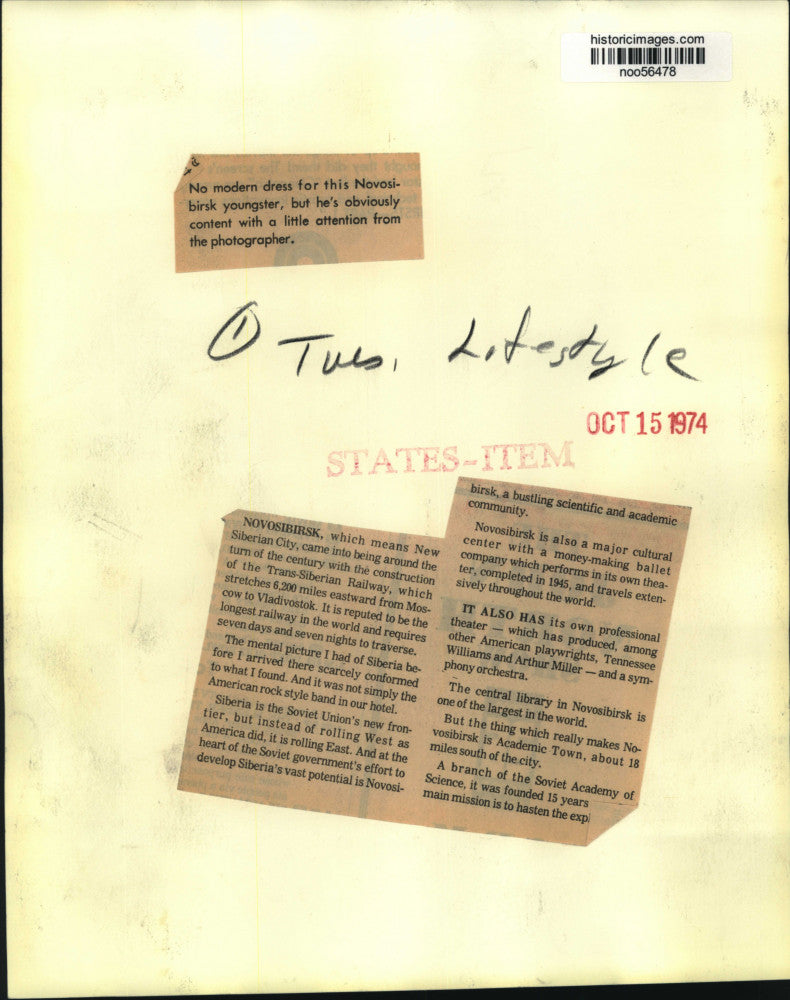 historicimages.com
noo56478
No modern dress for this Novosi-
birsk youngster, but he's obviously
content with a little attention from
the photographer.
① Tues. Lifestyle
OCT 15 1974
STATES-ITEM
NOVOSIBIRSK, which means New
Siberian City, came into being around the
turn of the century with the construction
of the Trans-Siberian Railway, which
stretches 6,200 miles eastward from Mos-
cow to Vladivostok. It is reputed to be the
longest railway in the world and requires
seven days and seven nights to traverse.
The mental picture I had of Siberia be-
fore I arrived there scarcely conformed
to what I found. And it was not simply the
American rock style band in our hotel.
Siberia is the Soviet Union's new fron-
tier, but instead of rolling West as
America did, it is rolling East. And at the
heart of the Soviet government's effort to
develop Siberia's vast potential is Novosi-
birsk, a bustling scientific and academic
community.
Novosibirsk is also a major cultural
center with a money-making ballet
company which performs in its own thea-
ter, completed in 1945, and travels exten-
sively throughout the world.
IT ALSO HAS its own professional
theater — which has produced, among
other American playwrights, Tennessee
Williams and Arthur Miller — and a sym-
phony orchestra.
The central library in Novosibirsk is
one of the largest in the world.
But the thing which really makes No-
vosibirsk is Academic Town, about 18
miles south of the city.
A branch of the Soviet Academy of
Science, it was founded 15 years
main mission is to hasten the expl